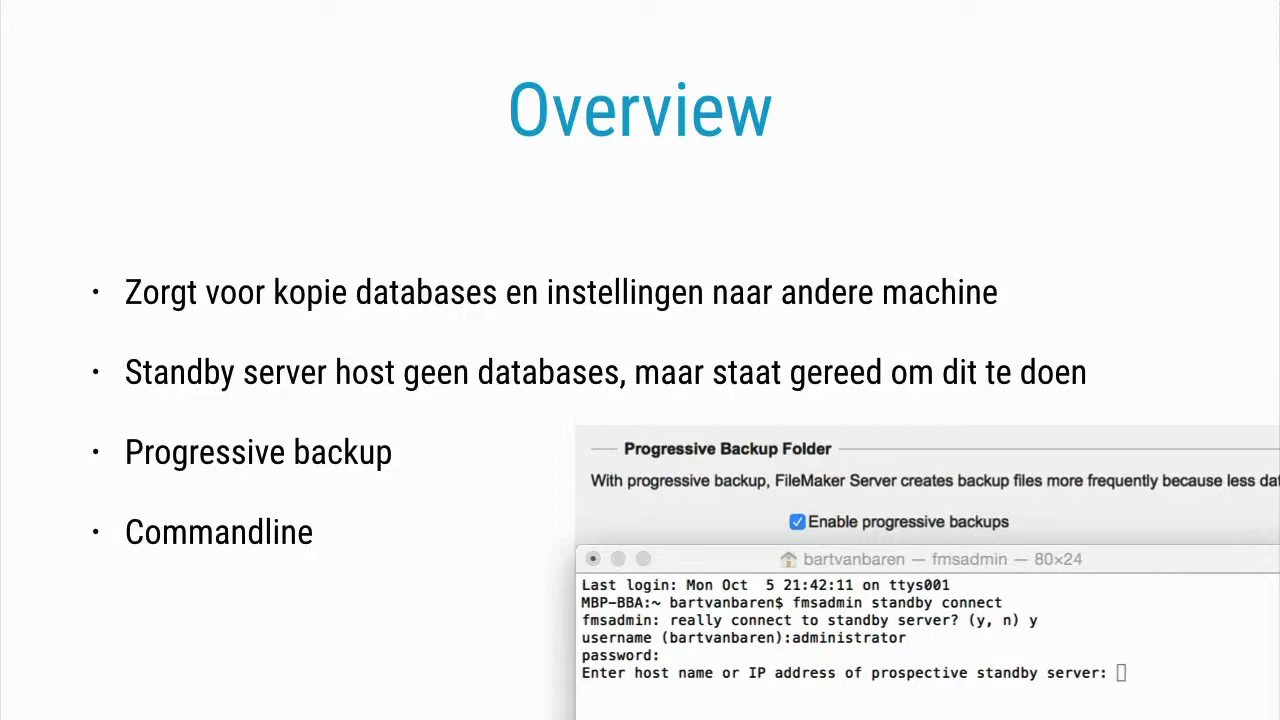 Overview
· Zorgt voor kopie databases en instellingen naar andere machine
· Standby server host geen databases, maar staat gereed om dit te doen
· Progressive backup
· Commandline
Progressive Backup Folder
With progressive backup, FileMaker Server creates backup files more frequently because less dat
Enable progressive backups
bartvanbaren — fmsadmin — 80×24
Last login: Mon Oct  5 21:42:11 on ttys001
MBP-BBA:~ bartvanbaren$ fmsadmin standby connect
fmsadmin: really connect to standby server? (y, n) y
username (bartvanbaren):administrator
password:
Enter host name or IP address of prospective standby server: